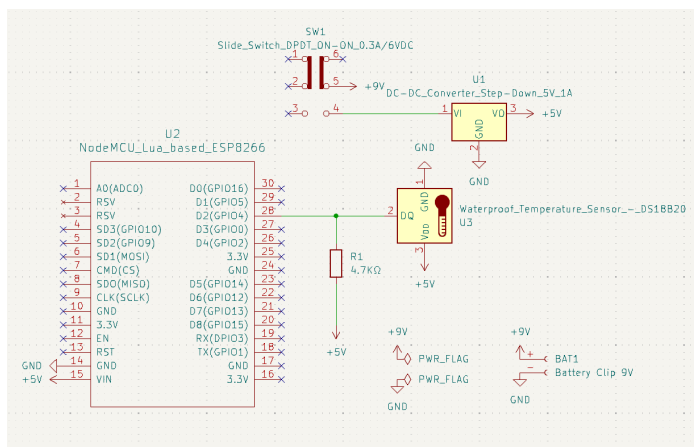 SW1
Slide_Switch_DPDT_ON-ON_0.3A/6VDC
1 6
2 5 +9V
3 4
U1
DC-DC_Converter_Step-Down_5V_1A
1 VI VO 3 +5V
GND
2
GND
U2
NodeMCU_Lua_based_ESP8266
1 A0(ADC0) D0(GPIO16) 30
2 RSV D1(GPIO5) 29
3 RSV D2(GPIO4) 28
4 SD3(GPIO10) D3(GPIO0) 27
5 SD2(GPIO9) D4(GPIO2) 26
6 SD1(MOSI) 3.3V 25
7 CMD(CS) GND 24
8 SDO(MISO) D5(GPIO14) 23
9 CLK(SCLK) D6(GPIO12) 22
10 GND D7(GPIO13) 21
11 3.3V D8(GPIO15) 20
12 EN RX(DPIO3) 19
13 RST TX(GPIO1) 18
GND 14 GND GND 17
+5V 15 VIN 3.3V 16
GND
1
GND
2 DQ
VDD
3
+5V
Waterproof_Temperature_Sensor_-_DS18B20
U3
R1
4.7KΩ
+5V
+9V
PWR_FLAG
PWR_FLAG
GND
+9V
+ BAT1
- Battery Clip 9V
GND